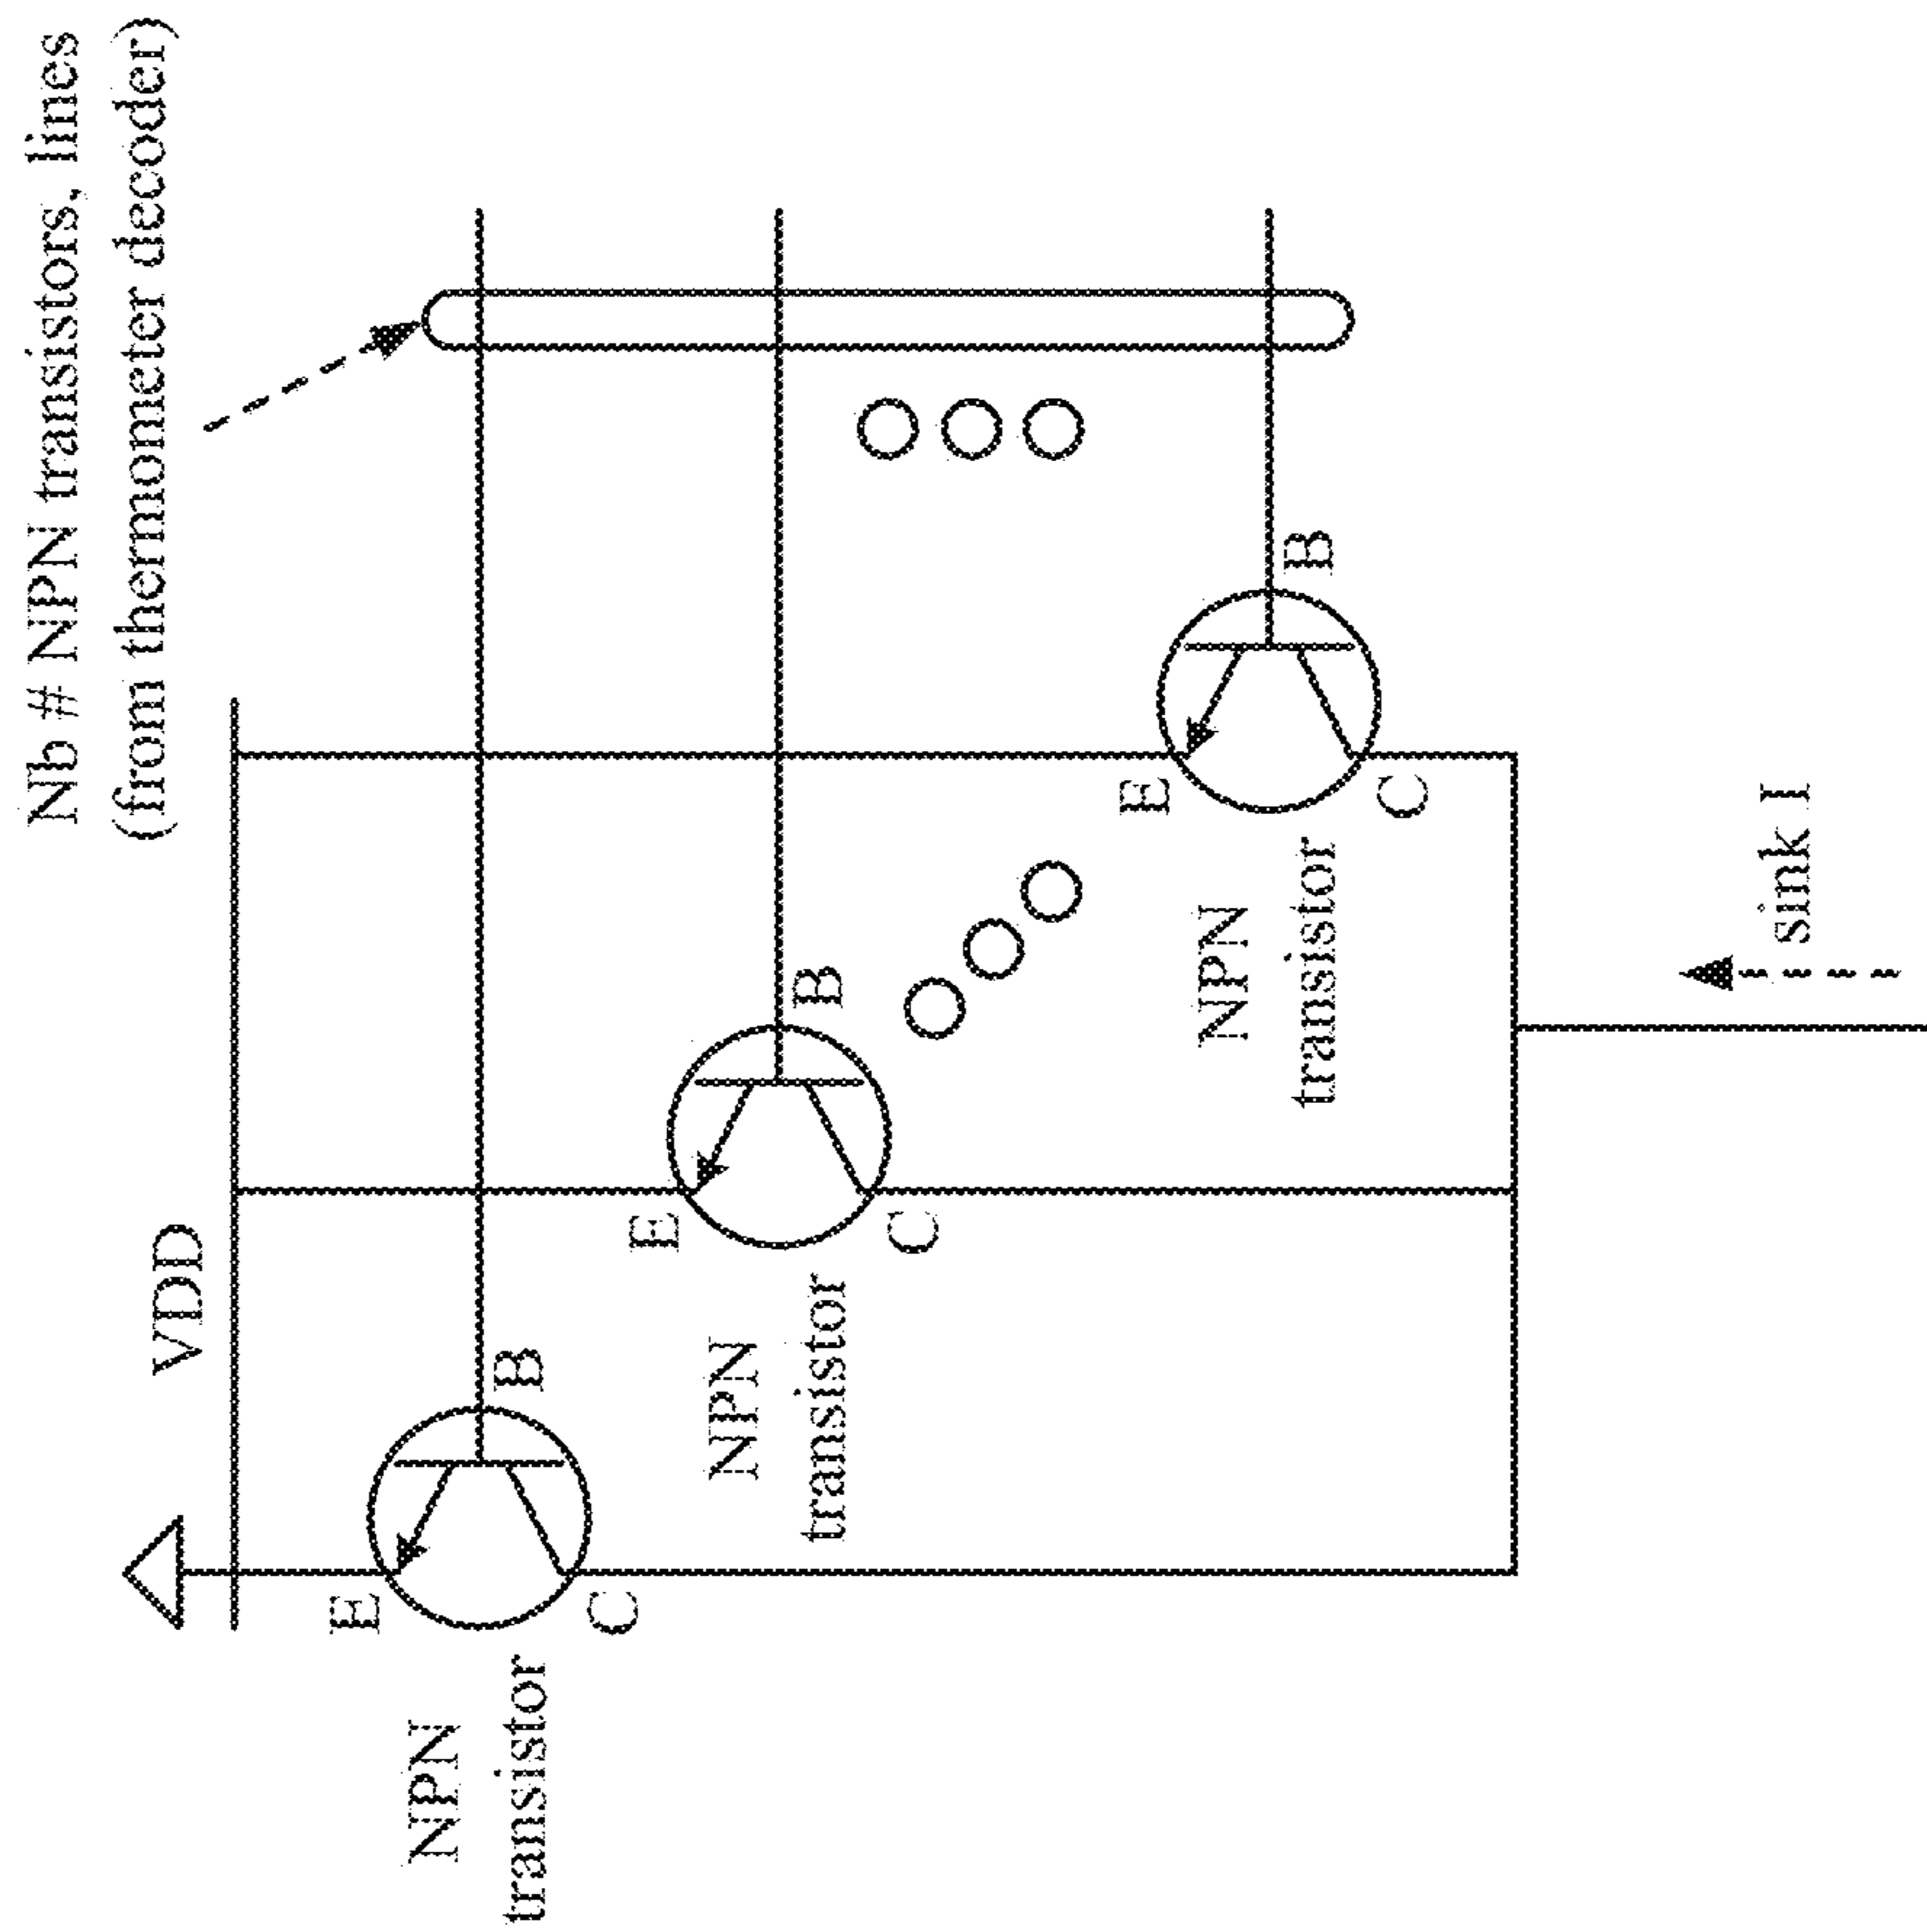 Nb # NPN transistors, lines
(from thermometer decoder)
VDD
E
B
C
NPN
transistor
E
B
C
NPN
transistor
E
B
C
NPN
transistor
sink I